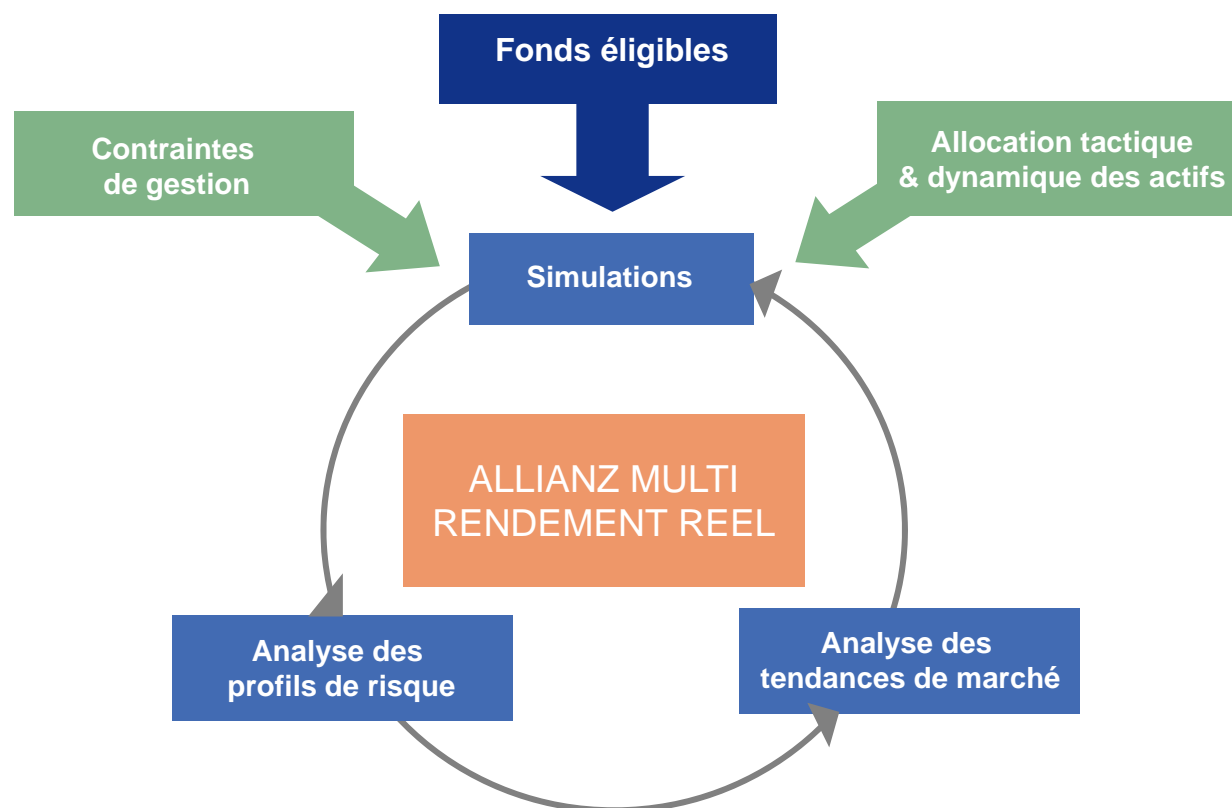 Fonds éligibles
Contraintes
de gestion
Allocation tactique
& dynamique des actifs
Simulations
ALLIANZ MULTI
RENDEMENT REEL
Analyse des
profils de risque
Analyse des
tendances de marché